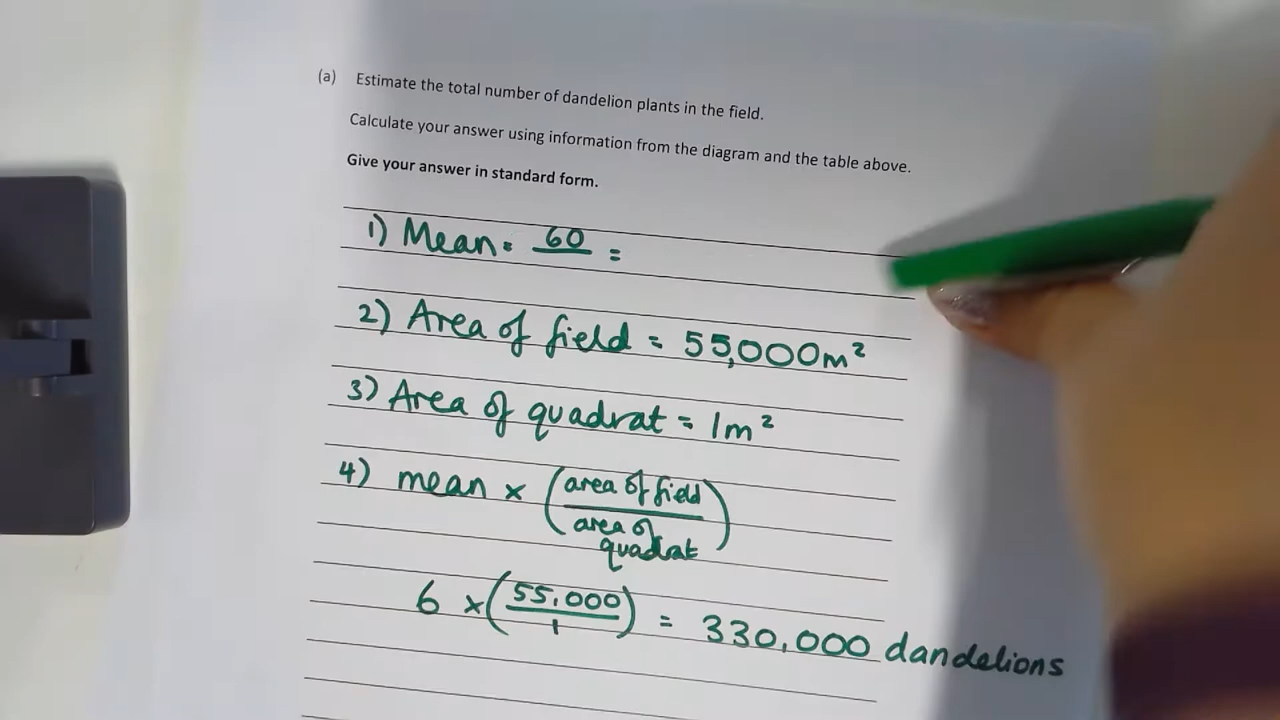 (a) Estimate the total number of dandelion plants in the field.
Calculate your answer using information from the diagram and the table above.
Give your answer in standard form.
1) Mean = 60 =
2) Area of field = 55,000m²
3) Area of quadrat = 1m²
4) mean × (area of field
area of
quadrat)
6 × (55,000
1) = 330,000 dandelions